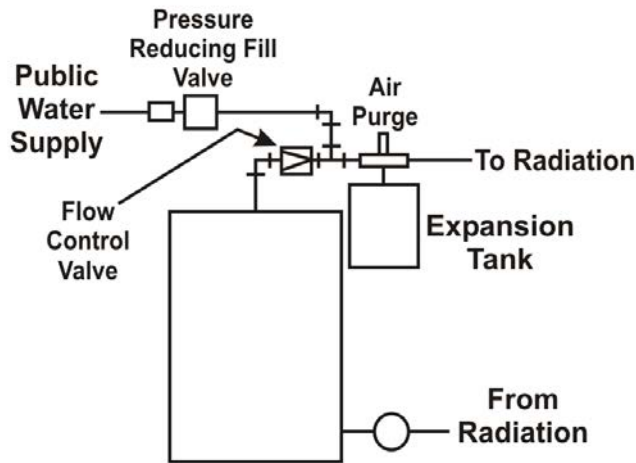 Pressure
Reducing Fill
Valve
Public
Water
Supply
Air
Purge
To Radiation
Flow
Control
Valve
Expansion
Tank
From
Radiation